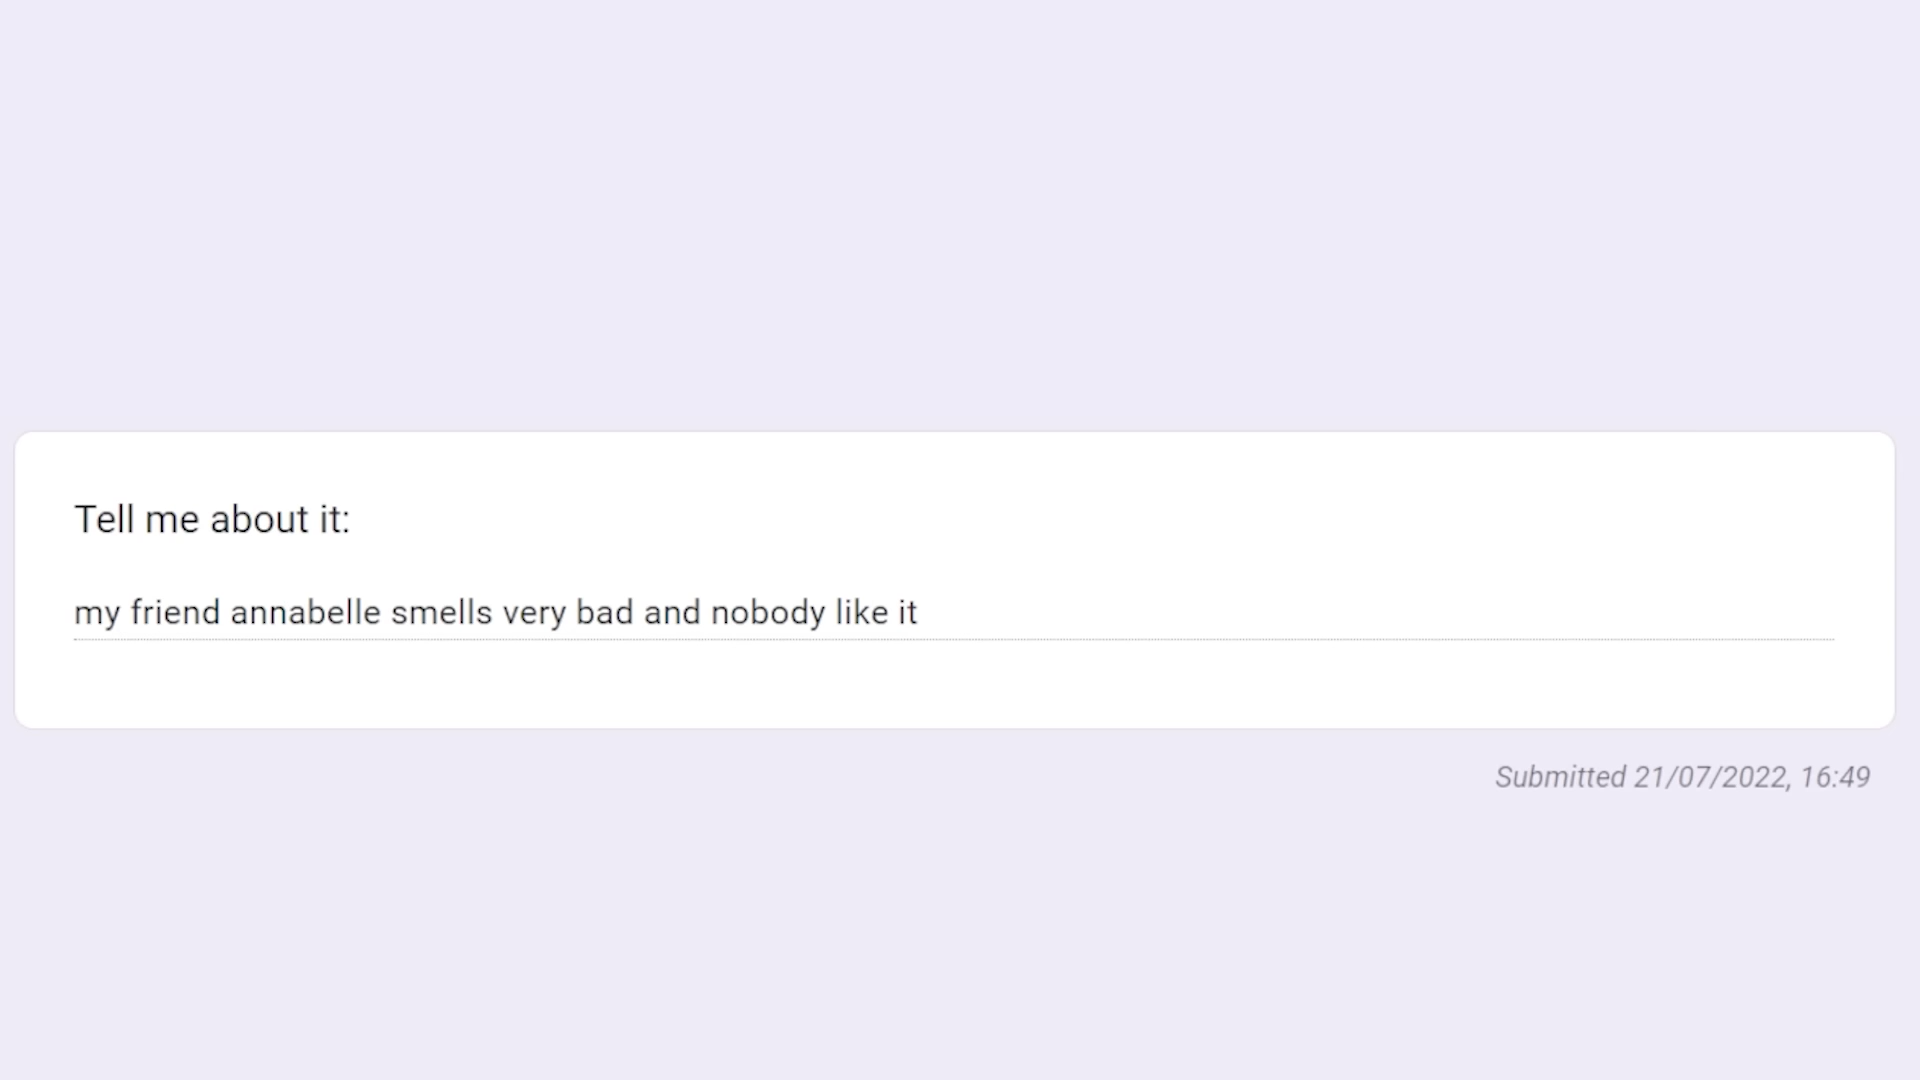 Tell me about it:
my friend annabelle smells very bad and nobody like it
Submitted 21/07/2022, 16:49